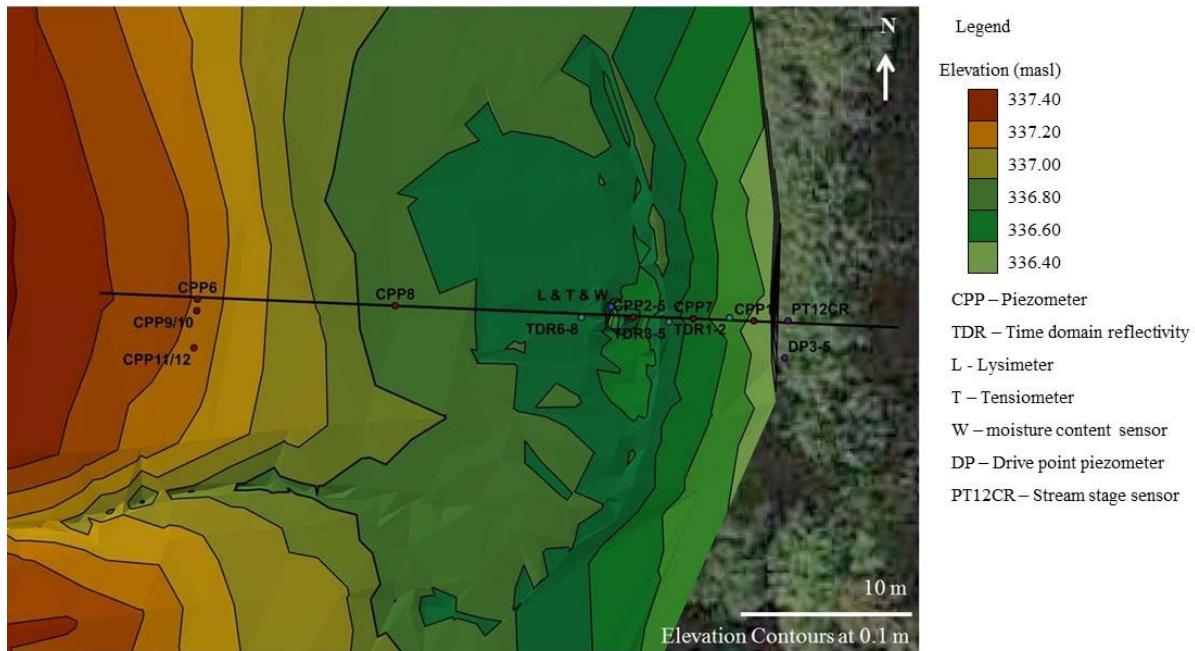 N
CPP6
CPP9/10
CPP11/12
CPP8
L & T & W
CPP2-5
CPP7
CPP1
PT12CR
TDR6-8
TDR3-5
TDR1-2
DP3-5
10 m
Elevation Contours at 0.1 m
Legend
Elevation (masl)
337.40
337.20
337.00
336.80
336.60
336.40
CPP – Piezometer
TDR – Time domain reflectivity
L - Lysimeter
T – Tensiometer
W – moisture content sensor
DP – Drive point piezometer
PT12CR – Stream stage sensor